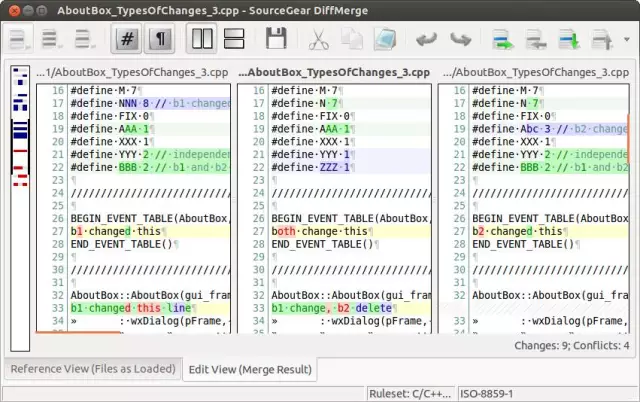 AboutBox_TypesOfChanges_3.cpp - SourceGear DiffMerge
# ¶
...1/AboutBox_TypesOfChanges_3.cpp
16 #define·M·7¶
17 #define·NNN·8·//·b1·changed
18 #define·FIX·0¶
19 #define·AAA·1¶
20 #define·XXX·1¶
21 #define·YYY·2·//·independen
22 #define·BBB·2·//·b1·and·b2·
23 ¶
24 ///////////////////////////
25 ¶
26 BEGIN_EVENT_TABLE(AboutBox,
27 b1·changed·this¶
28 END_EVENT_TABLE()¶
29 ¶
30 ///////////////////////////
31 ¶
32 AboutBox::AboutBox(gui_fram
33 b1·changed·this·line¶
34 » :·wxDialog(pFrame,-
...AboutBox_TypesOfChanges_3.cpp
16 #define·M·7¶
17 #define·N·7¶
18 #define·FIX·0¶
19 #define·AAA·1¶
20 #define·XXX·1¶
21 #define·YYY·1¶
22 #define·ZZZ·1¶
23 ¶
24 ///////////////////////////
25 ¶
26 BEGIN_EVENT_TABLE(AboutBox,
27 both·change·this¶
28 END_EVENT_TABLE()¶
29 ¶
30 ///////////////////////////
31 ¶
32 AboutBox::AboutBox(gui_fram
33 b1·change,·b2·delete¶
34 » :·wxDialog(pFrame,-
.../AboutBox_TypesOfChanges_3.cpp
16 #define·M·7¶
17 #define·N·7¶
18 #define·FIX·0¶
19 #define·Abc·3·//·b2·change
20 #define·XXX·1¶
21 #define·YYY·2·//·independe
22 #define·BBB·2·//·b1·and·b2
23 ¶
24 //////////////////////////
25 ¶
26 BEGIN_EVENT_TABLE(AboutBox
27 b2·changed·this¶
28 END_EVENT_TABLE()¶
29 ¶
30 //////////////////////////
31 ¶
32 AboutBox::AboutBox(gui_fra
33 » :·wxDialog(pFrame,
34 ¶
Changes: 9; Conflicts: 4
Reference View (Files as Loaded)
Edit View (Merge Result)
Ruleset: C/C++...
ISO-8859-1